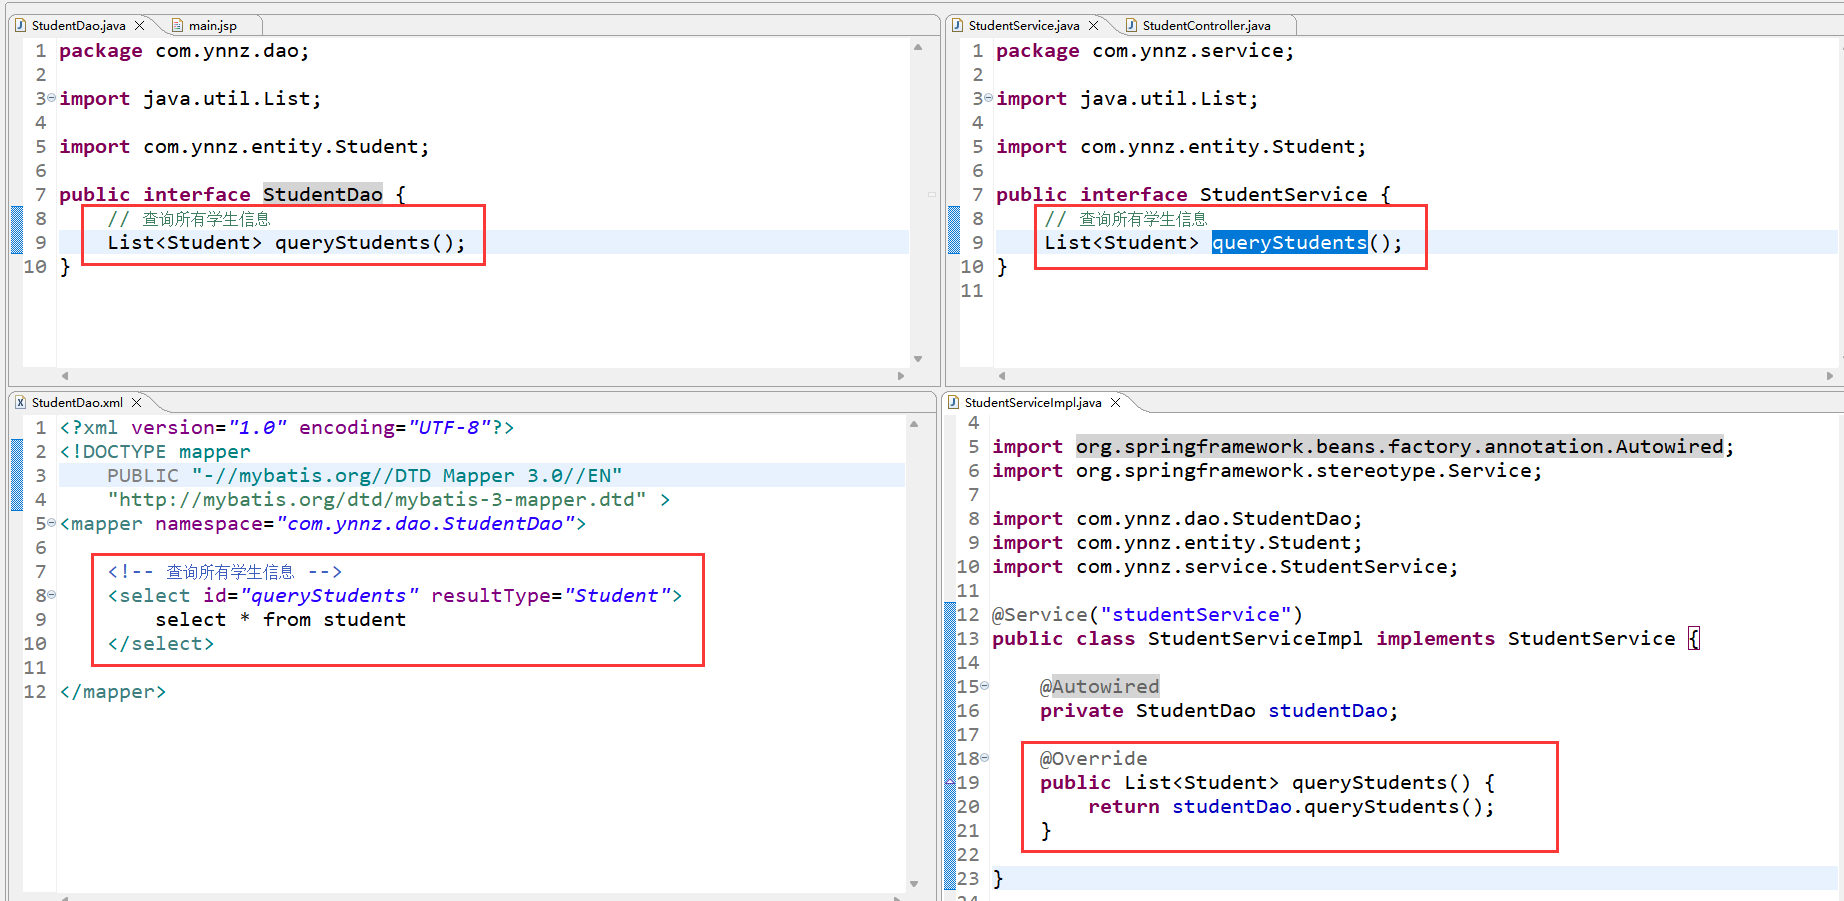 StudentDao.java
main.jsp
1 package com.ynnz.dao;
2
3 import java.util.List;
4
5 import com.ynnz.entity.Student;
6
7 public interface StudentDao {
8 // 查询所有学生信息
9 List<Student> queryStudents();
10 }
StudentService.java
StudentController.java
1 package com.ynnz.service;
2
3 import java.util.List;
4
5 import com.ynnz.entity.Student;
6
7 public interface StudentService {
8 // 查询所有学生信息
9 List<Student> queryStudents();
10 }
11
StudentDao.xml
1 <?xml version="1.0" encoding="UTF-8"?>
2 <!DOCTYPE mapper
3 PUBLIC "-//mybatis.org//DTD Mapper 3.0//EN"
4 "http://mybatis.org/dtd/mybatis-3-mapper.dtd" >
5 <mapper namespace="com.ynnz.dao.StudentDao">
6
7 <!-- 查询所有学生信息 -->
8 <select id="queryStudents" resultType="Student">
9 select * from student
10 </select>
11
12 </mapper>
StudentServiceImpl.java
4
5 import org.springframework.beans.factory.annotation.Autowired;
6 import org.springframework.stereotype.Service;
7
8 import com.ynnz.dao.StudentDao;
9 import com.ynnz.entity.Student;
10 import com.ynnz.service.StudentService;
11
12 @Service("studentService")
13 public class StudentServiceImpl implements StudentService {
14
15 @Autowired
16 private StudentDao studentDao;
17
18 @Override
19 public List<Student> queryStudents() {
20 return studentDao.queryStudents();
21 }
22
23 }
24